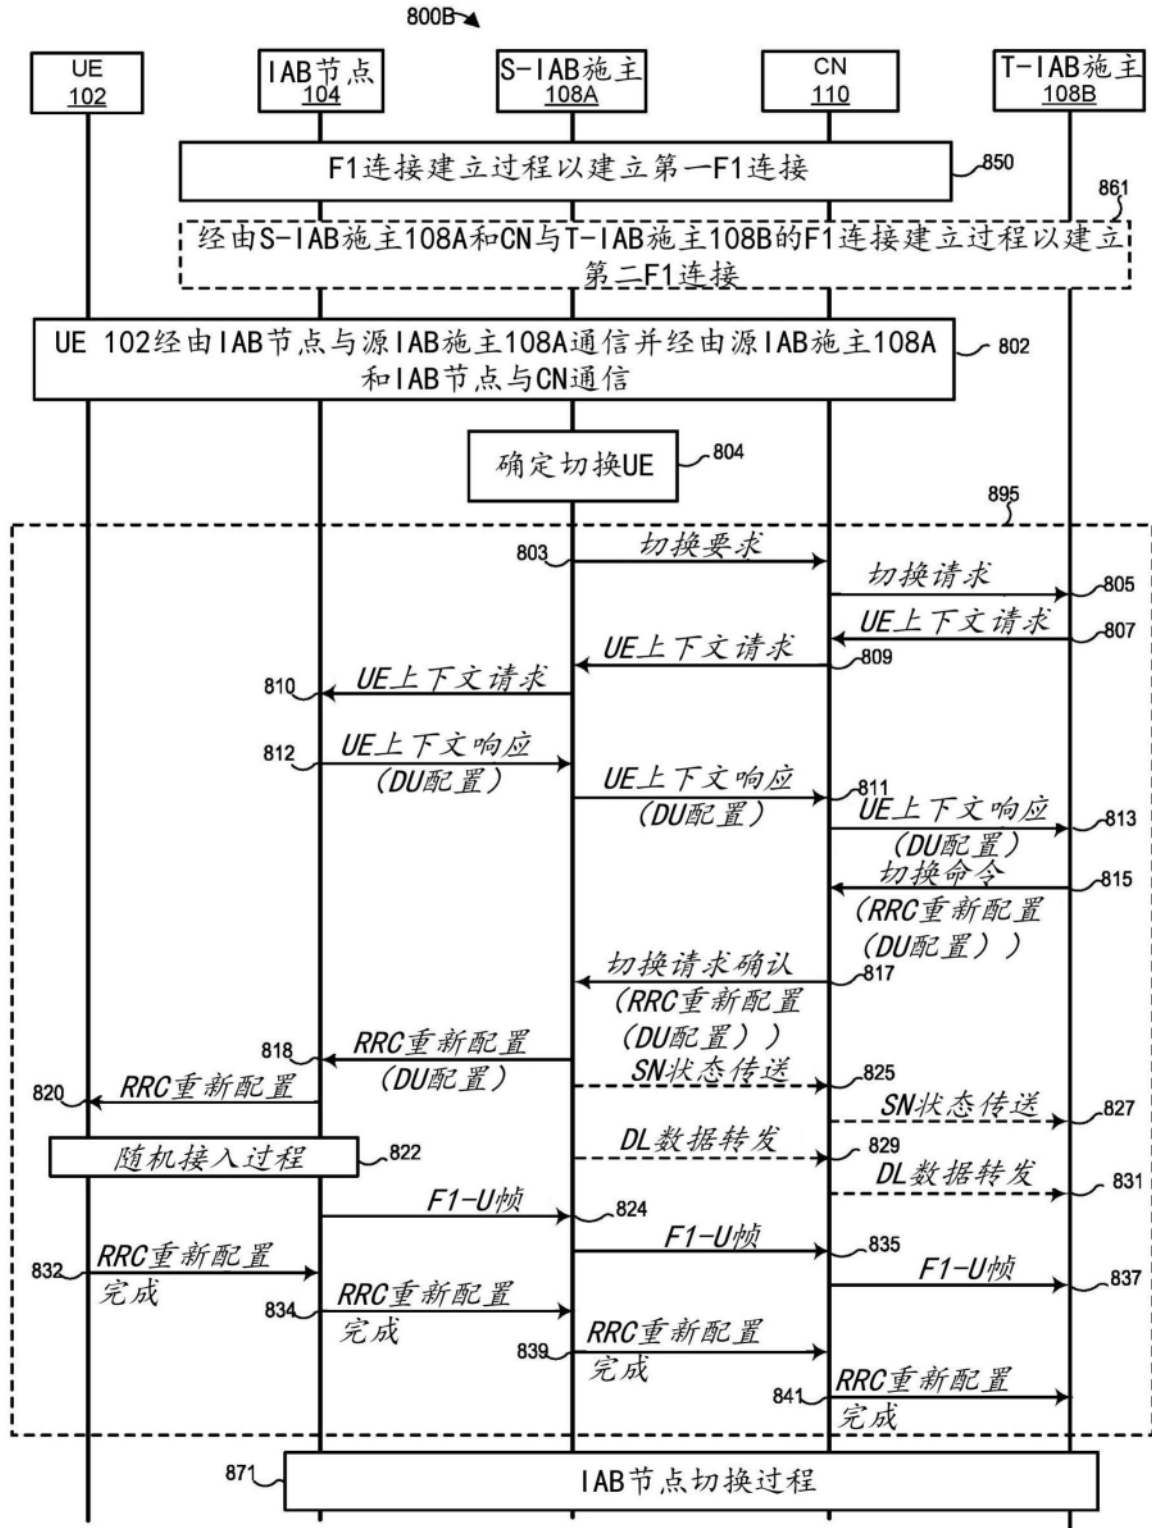 800B
UE
102
IAB节点
104
S-IAB施主
108A
CN
110
T-IAB施主
108B
F1连接建立过程以建立第一F1连接
850
861
经由S-IAB施主108A和CN与T-IAB施主108B的F1连接建立过程以建立
第二F1连接
UE 102经由IAB节点与源IAB施主108A通信并经由源IAB施主108A
和IAB节点与CN通信
802
确定切换UE
804
895
803
切换要求
切换请求
805
UE上下文请求
807
UE上下文请求
809
810
UE上下文请求
812
UE上下文响应
(DU配置)
UE上下文响应
(DU配置)
811
UE上下文响应
(DU配置)
813
切换命令
(RRC重新配置
(DU配置))
815
切换请求确认
(RRC重新配置
(DU配置))
817
818
RRC重新配置
(DU配置)
SN状态传送
825
820
RRC重新配置
SN状态传送
827
随机接入过程
822
DL数据转发
829
DL数据转发
831
F1-U帧
824
F1-U帧
835
F1-U帧
837
832
RRC重新配置
完成
834
RRC重新配置
完成
839
RRC重新配置
完成
841
RRC重新配置
完成
871
IAB节点切换过程